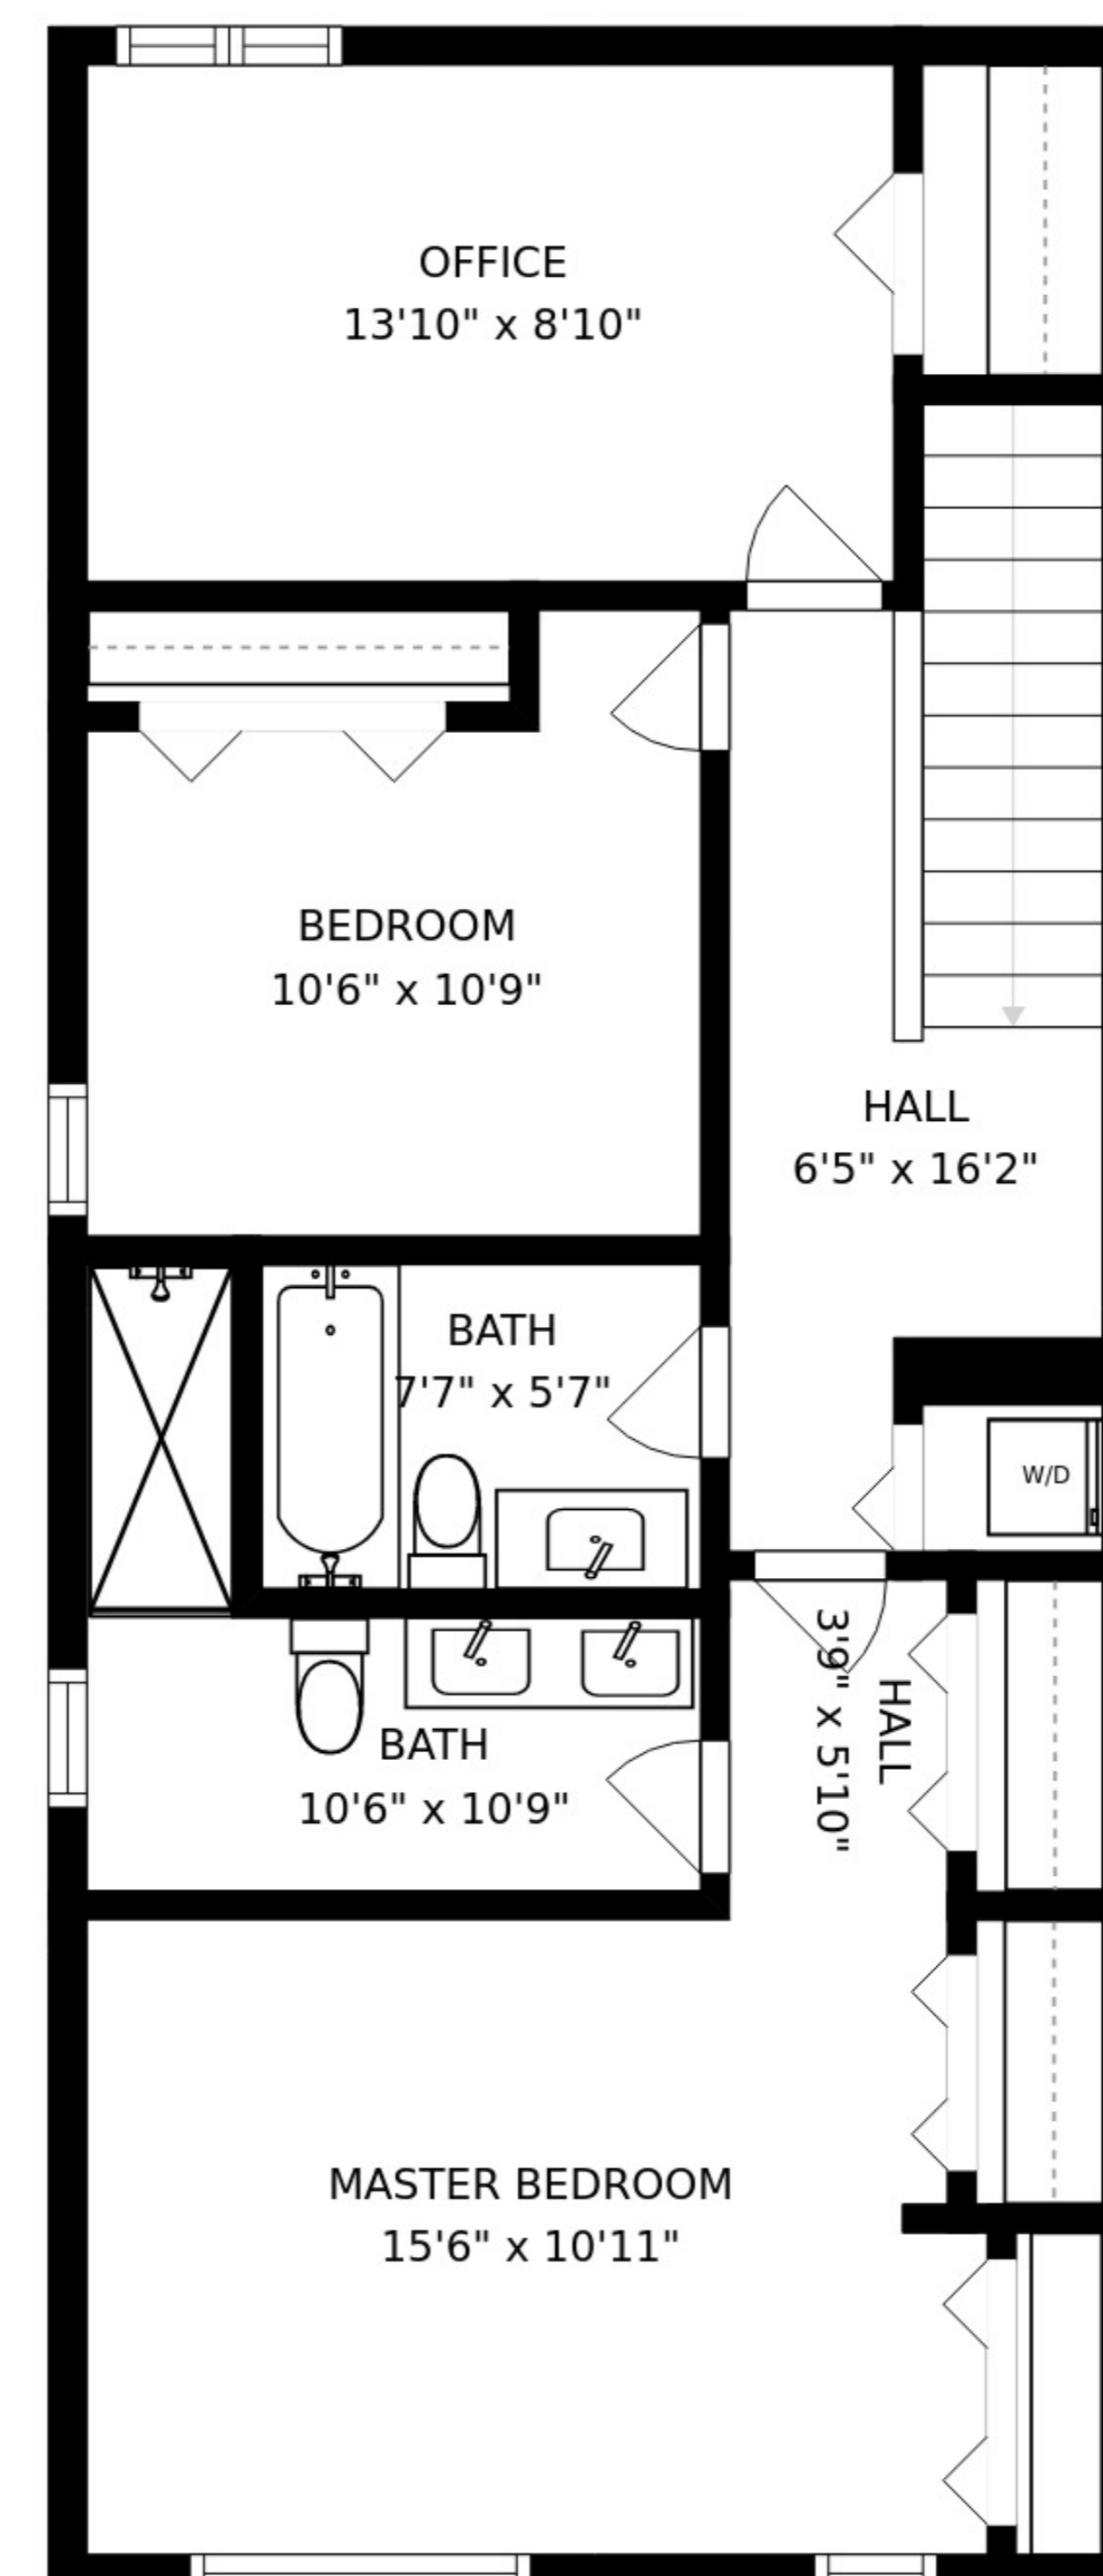 OFFICE
13'10" x 8'10"
BEDROOM
10'6" x 10'9"
HALL
6'5" x 16'2"
BATH
7'7" x 5'7"
W/D
HALL
3'9" x 5'10"
BATH
10'6" x 10'9"
MASTER BEDROOM
15'6" x 10'11"